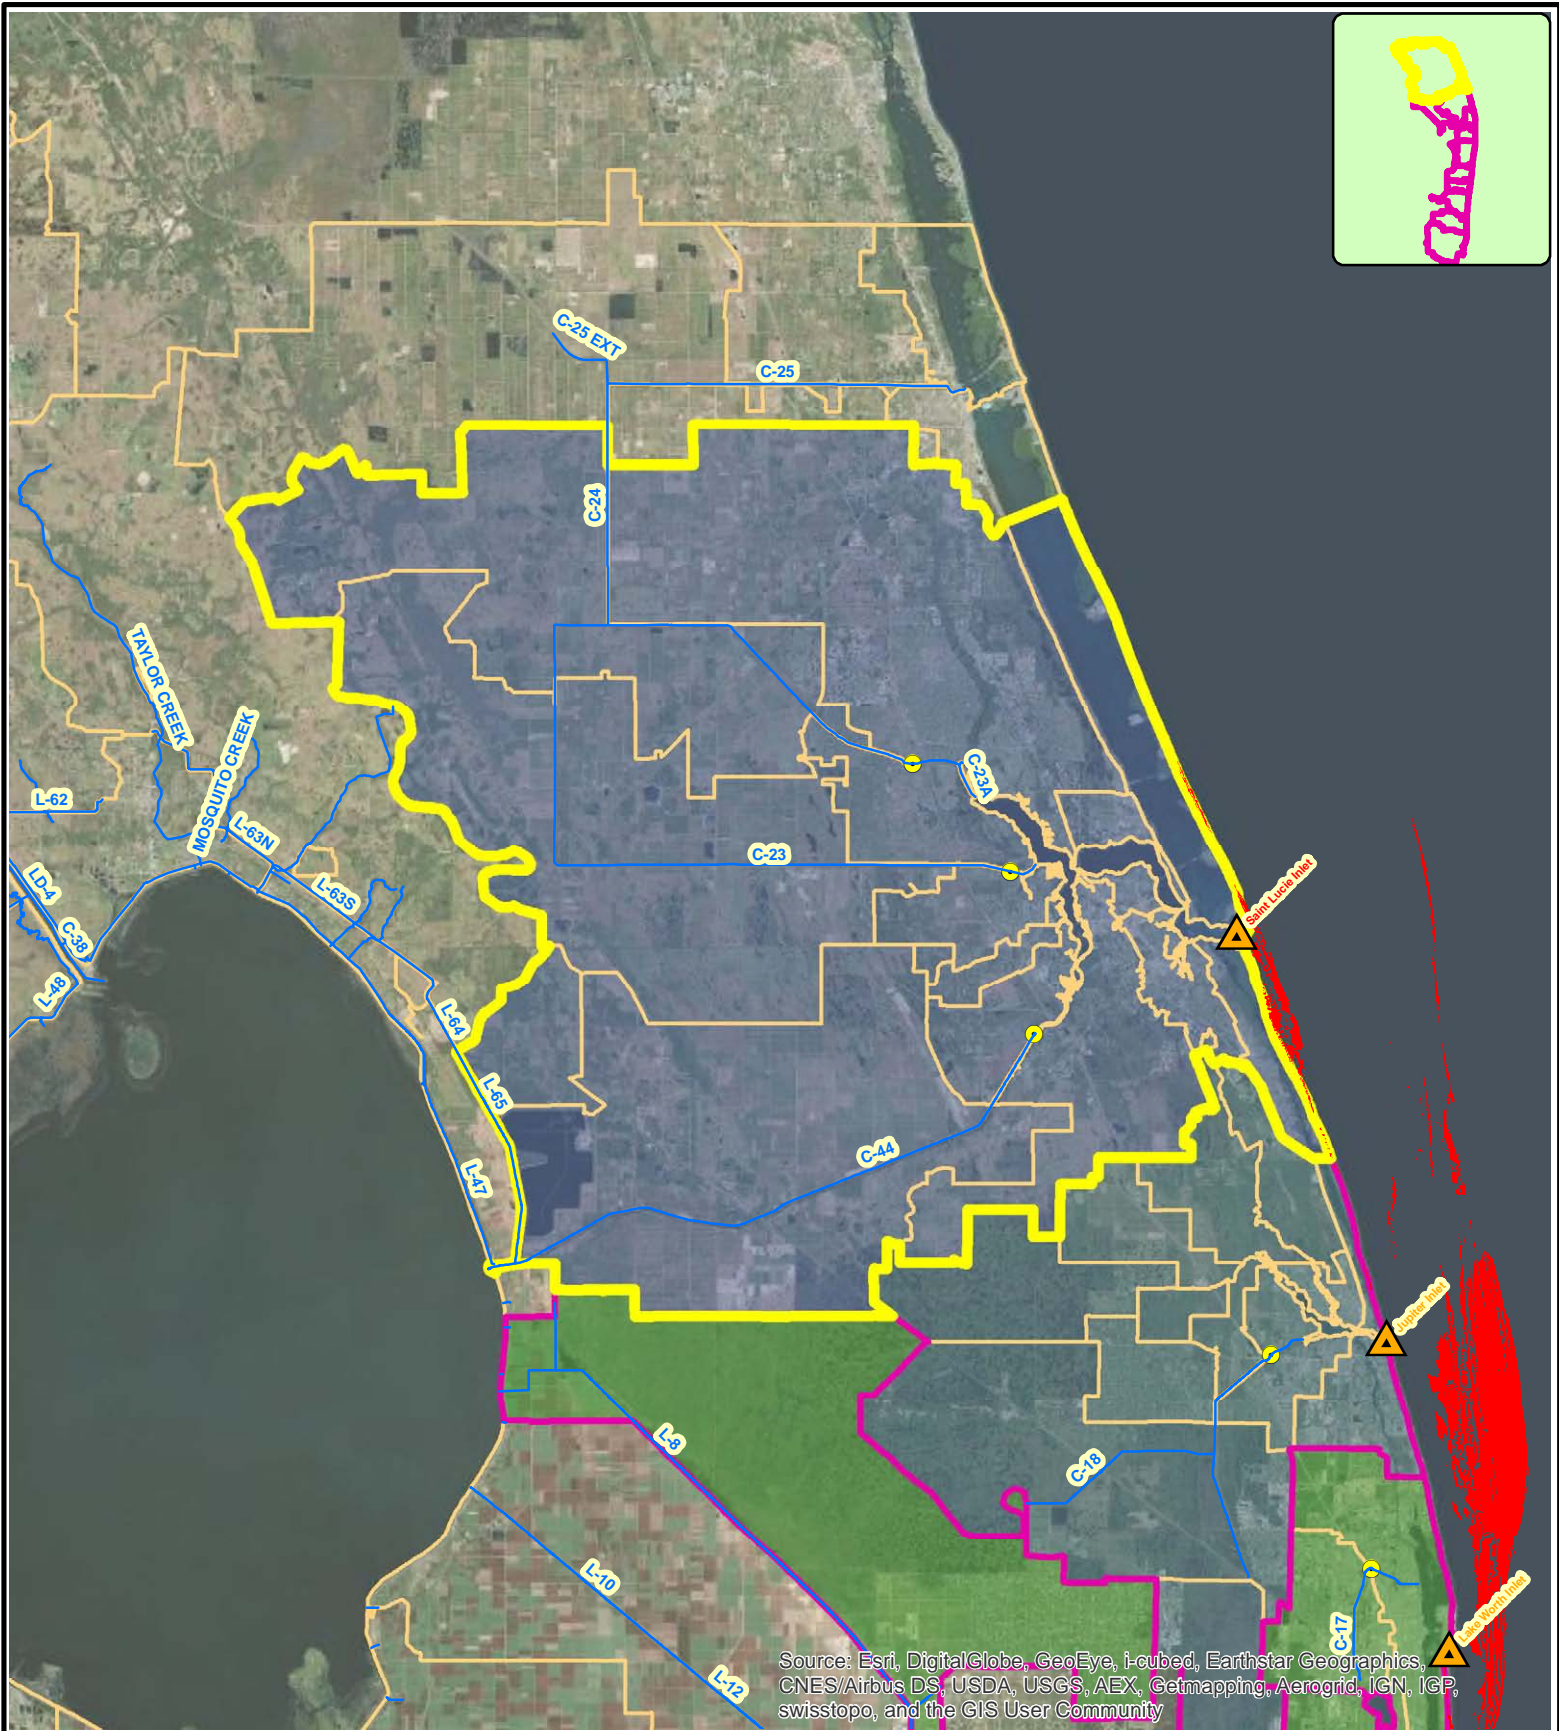 C-25 EXT
C-25
C-24
TAYLOR CREEK
MOSQUITO CREEK
C-23A
L-62
L-63N
C-23
LD-4
L-63S
Saint Lucie Inlet
C-38
L-48
L-64
L-65
C-44
L-47
Jupiter Inlet
L-8
C-18
L-10
Lake Worth Inlet
C-17
L-12
Source: Esri, DigitalGlobe, GeoEye, i-cubed, Earthstar Geographics,
CNES/Airbus DS, USDA, USGS, AEX, Getmapping, Aerogrid, IGN, IGP,
swisstopo, and the GIS User Community